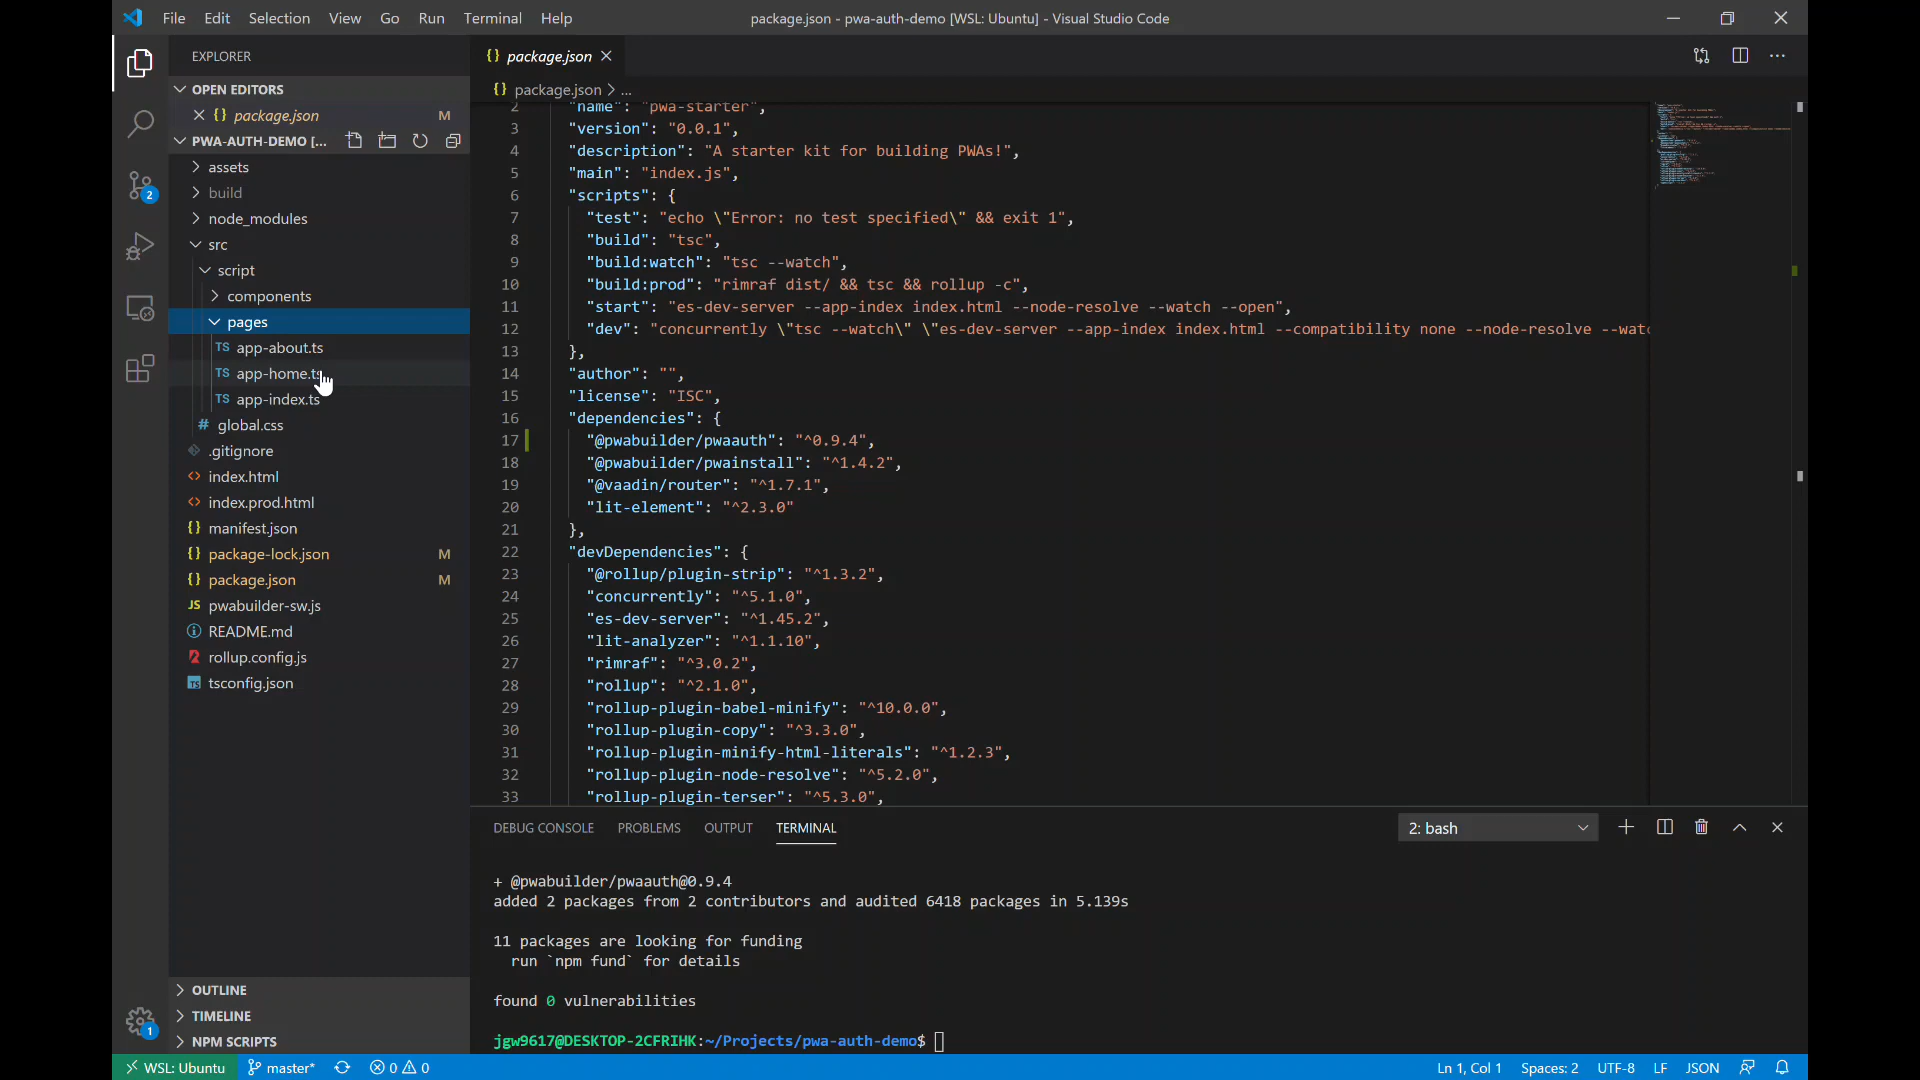 File Edit Selection View Go Run Terminal Help
package.json - pwa-auth-demo [WSL: Ubuntu] - Visual Studio Code
EXPLORER
OPEN EDITORS
package.json M
PWA-AUTH-DEMO [...
assets
build
node_modules
src
script
components
pages
TS app-about.ts
TS app-home.ts
TS app-index.ts
# global.css
.gitignore
<> index.html
<> index.prod.html
{} manifest.json
{} package-lock.json M
{} package.json M
JS pwabuilder-sw.js
README.md
rollup.config.js
TS tsconfig.json
OUTLINE
TIMELINE
NPM SCRIPTS
2
1
{} package.json
{} package.json > ...
2 "name": "pwa-starter",
3 "version": "0.0.1",
4 "description": "A starter kit for building PWAs!",
5 "main": "index.js",
6 "scripts": {
7 "test": "echo \"Error: no test specified\" && exit 1",
8 "build": "tsc",
9 "build:watch": "tsc --watch",
10 "build:prod": "rimraf dist/ && tsc && rollup -c",
11 "start": "es-dev-server --app-index index.html --node-resolve --watch --open",
12 "dev": "concurrently \"tsc --watch\" \"es-dev-server --app-index index.html --compatibility none --node-resolve --wat
13 },
14 "author": "",
15 "license": "ISC",
16 "dependencies": {
17 "@pwabuilder/pwaauth": "^0.9.4",
18 "@pwabuilder/pwainstall": "^1.4.2",
19 "@vaadin/router": "^1.7.1",
20 "lit-element": "^2.3.0"
21 },
22 "devDependencies": {
23 "@rollup/plugin-strip": "^1.3.2",
24 "concurrently": "^5.1.0",
25 "es-dev-server": "^1.45.2",
26 "lit-analyzer": "^1.1.10",
27 "rimraf": "^3.0.2",
28 "rollup": "^2.1.0",
29 "rollup-plugin-babel-minify": "^10.0.0",
30 "rollup-plugin-copy": "^3.3.0",
31 "rollup-plugin-minify-html-literals": "^1.2.3",
32 "rollup-plugin-node-resolve": "^5.2.0",
33 "rollup-plugin-terser": "^5.3.0",
DEBUG CONSOLE PROBLEMS OUTPUT TERMINAL 2: bash
+ @pwabuilder/pwaauth@0.9.4
added 2 packages from 2 contributors and audited 6418 packages in 5.139s
11 packages are looking for funding
run `npm fund` for details
found 0 vulnerabilities
jgw9617@DESKTOP-2CFRIHK:~/Projects/pwa-auth-demo$
WSL: Ubuntu master* 0 0 Ln 1, Col 1 Spaces: 2 UTF-8 LF JSON